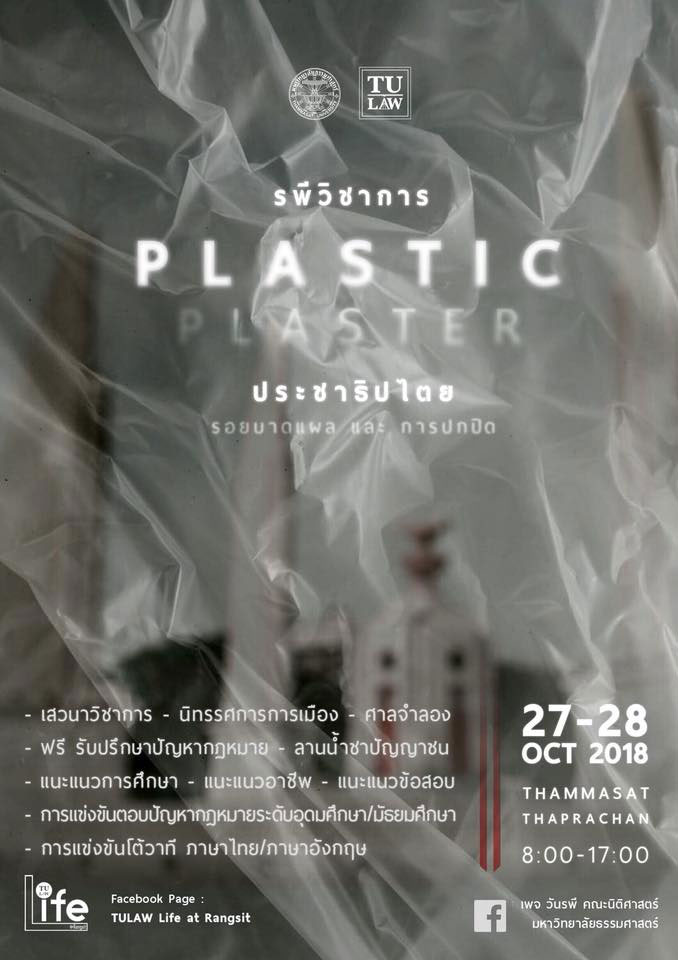 TU
LAW
รพีวิชาการ
PLASTIC
PLASTER
ประชาธิปไตย
รอยบาดแผล และ การปกปิด
- เสวนาวิชาการ - นิทรรศการการเมือง - ศาลจำลอง
- ฟรี รับปรึกษาปัญหากฎหมาย - ลานน้ำชาปัญญาชน
- แนะแนวการศึกษา - แนะแนวอาชีพ - แนะแนวข้อสอบ
- การแข่งขันตอบปัญหากฎหมายระดับอุดมศึกษา/มัธยมศึกษา
- การแข่งขันโต้วาที ภาษาไทย/ภาษาอังกฤษ
27-28
OCT 2018
THAMMASAT
THAPRACHAN
8:00-17:00
TU
LAW
Life
@Rangsit
Facebook Page :
TULAW Life at Rangsit
f
เพจ วันรพี คณะนิติศาสตร์
มหาวิทยาลัยธรรมศาสตร์